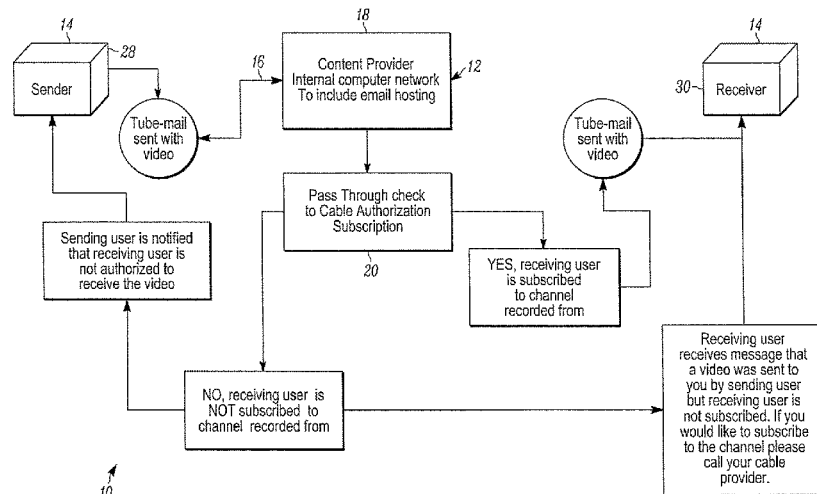 14
28
Sender
16
18
Content Provider
Internal computer network
To include email hosting
12
14
30
Receiver
Tube-mail
sent with
video
Tube-mail
sent with
video
Pass Through check
to Cable Authorization
Subscription
20
Sending user is notified
that receiving user is
not authorized to
receive the video
YES, receiving user
is subscribed
to channel
recorded from
NO, receiving user is
NOT subscribed to
channel recorded from
Receiving user
receives message that
a video was sent to
you by sending user
but receiving user is
not subscribed. If you
would like to subscribe
to the channel please
call your cable
provider.
10